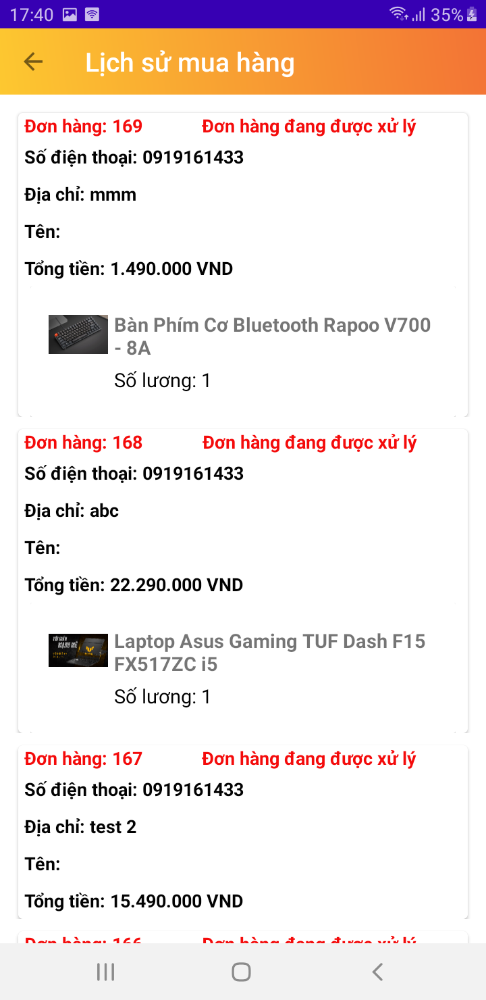 17:40
35%
Lịch sử mua hàng
Đơn hàng: 169 Đơn hàng đang được xử lý
Số điện thoại: 0919161433
Địa chỉ: mmm
Tên:
Tổng tiền: 1.490.000 VND
Bàn Phím Cơ Bluetooth Rapoo V700
- 8A
Số lương: 1
Đơn hàng: 168 Đơn hàng đang được xử lý
Số điện thoại: 0919161433
Địa chỉ: abc
Tên:
Tổng tiền: 22.290.000 VND
Laptop Asus Gaming TUF Dash F15
FX517ZC i5
Số lương: 1
Đơn hàng: 167 Đơn hàng đang được xử lý
Số điện thoại: 0919161433
Địa chỉ: test 2
Tên:
Tổng tiền: 15.490.000 VND
Đơn hàng: 166 Đơn hàng đang được xử lý